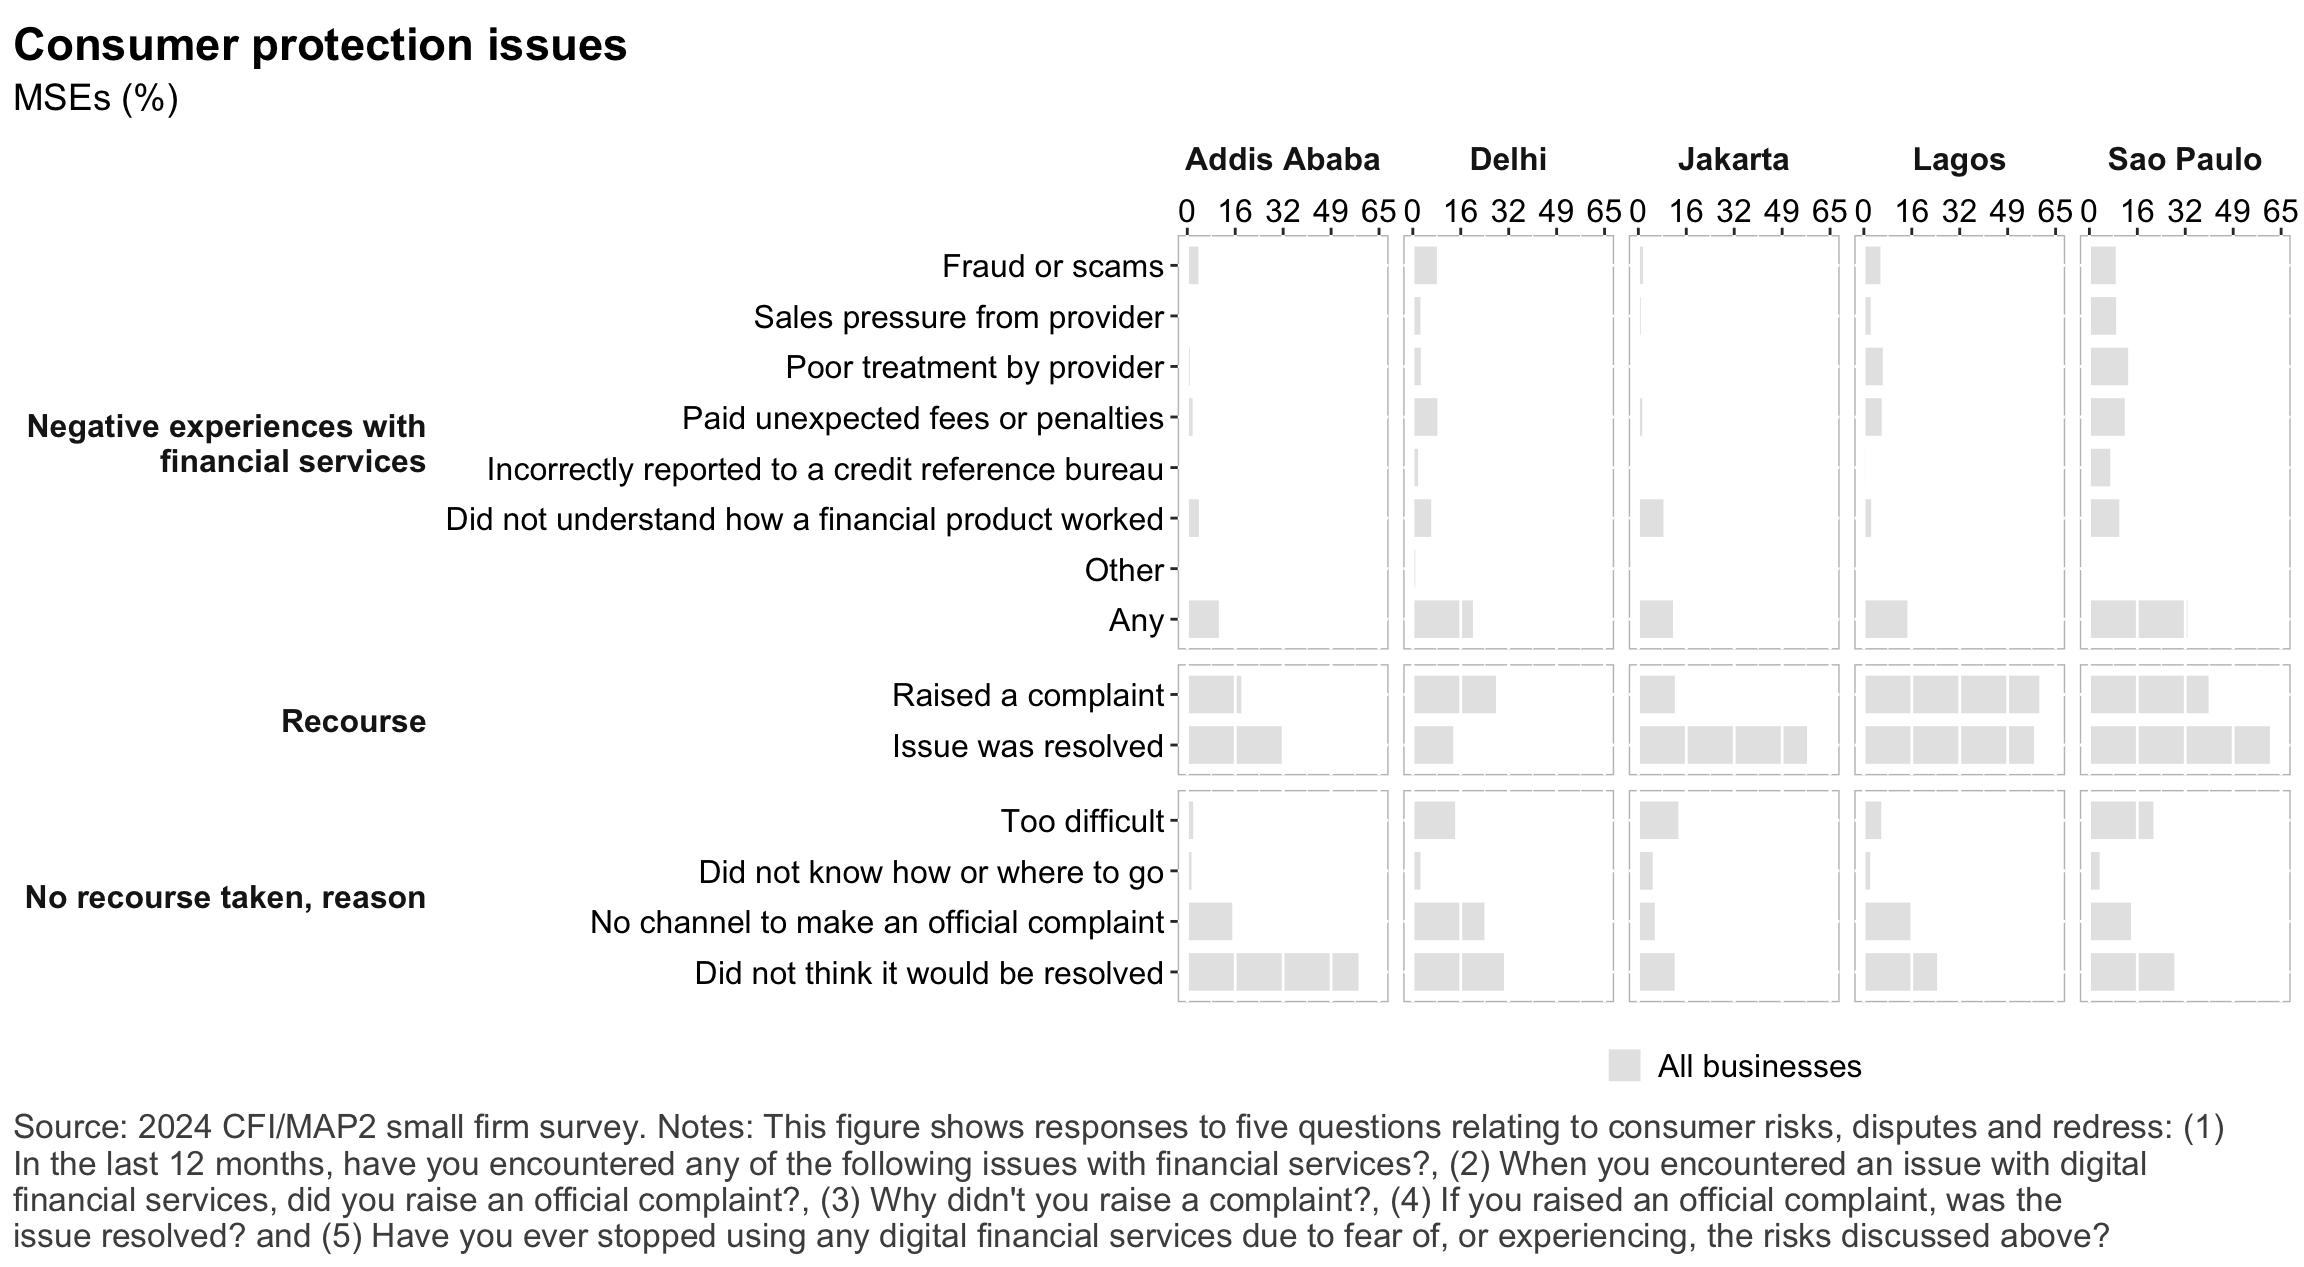 Consumer protection issues
MSEs (%)
Addis Ababa Delhi Jakarta Lagos Sao Paulo
0 16 32 49 65 0 16 32 49 65 0 16 32 49 65 0 16 32 49 65 0 16 32 49 65
Fraud or scams
Sales pressure from provider
Poor treatment by provider
Negative experiences with
financial services
Paid unexpected fees or penalties
Incorrectly reported to a credit reference bureau
Did not understand how a financial product worked
Other
Any
Recourse
Raised a complaint
Issue was resolved
No recourse taken, reason
Too difficult
Did not know how or where to go
No channel to make an official complaint
Did not think it would be resolved
All businesses
Source: 2024 CFI/MAP2 small firm survey. Notes: This figure shows responses to five questions relating to consumer risks, disputes and redress: (1)
In the last 12 months, have you encountered any of the following issues with financial services?, (2) When you encountered an issue with digital
financial services, did you raise an official complaint?, (3) Why didn't you raise a complaint?, (4) If you raised an official complaint, was the
issue resolved? and (5) Have you ever stopped using any digital financial services due to fear of, or experiencing, the risks discussed above?